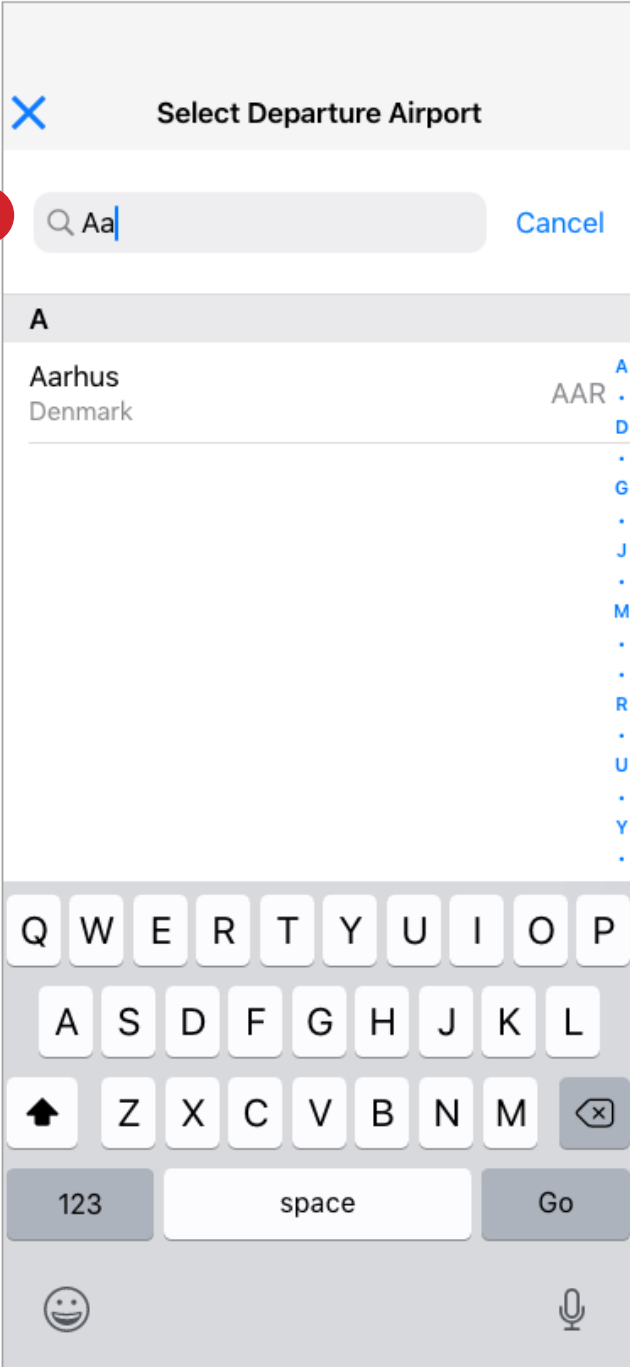 Select Departure Airport
Aa
Cancel
A
Aarhus
Denmark
AAR
A
D
G
J
M
R
U
Y
Q W E R T Y U I O P
A S D F G H J K L
Z X C V B N M
123 space Go